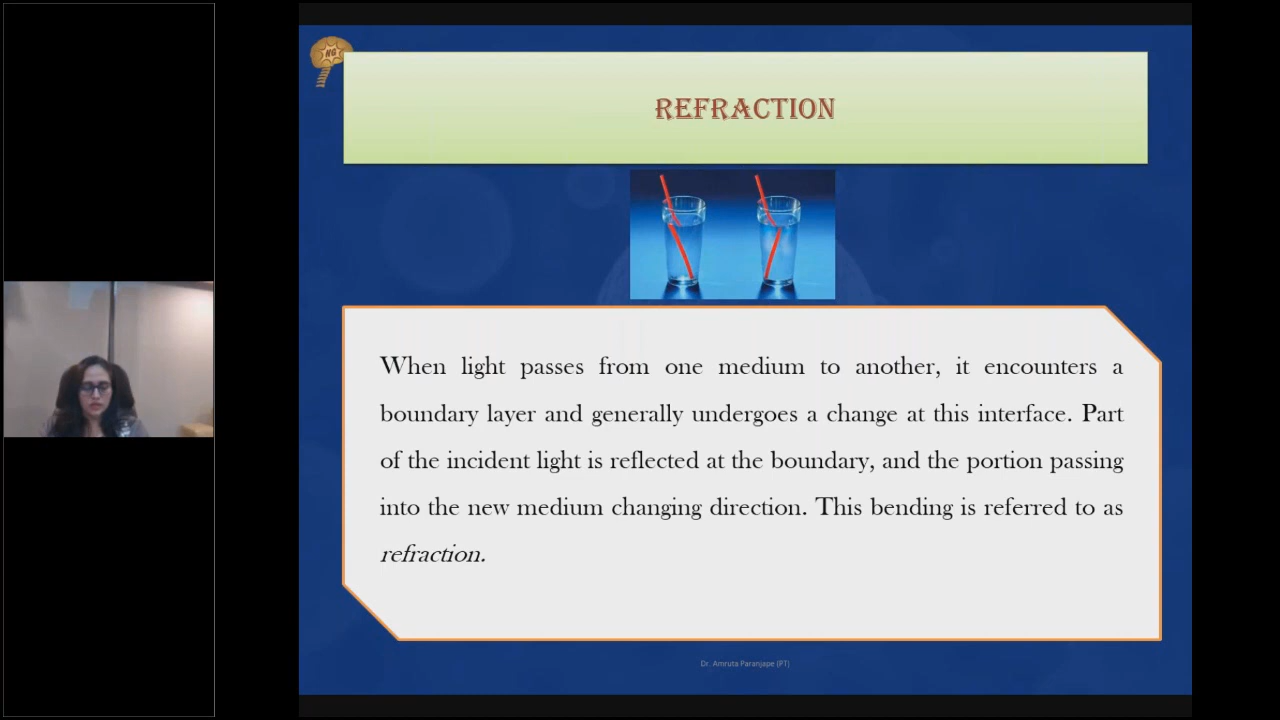 NG
REFRACTION
When light passes from one medium to another, it encounters a
boundary layer and generally undergoes a change at this interface. Part
of the incident light is reflected at the boundary, and the portion passing
into the new medium changing direction. This bending is referred to as
refraction.
Dr. Amruta Paranjape (PT)